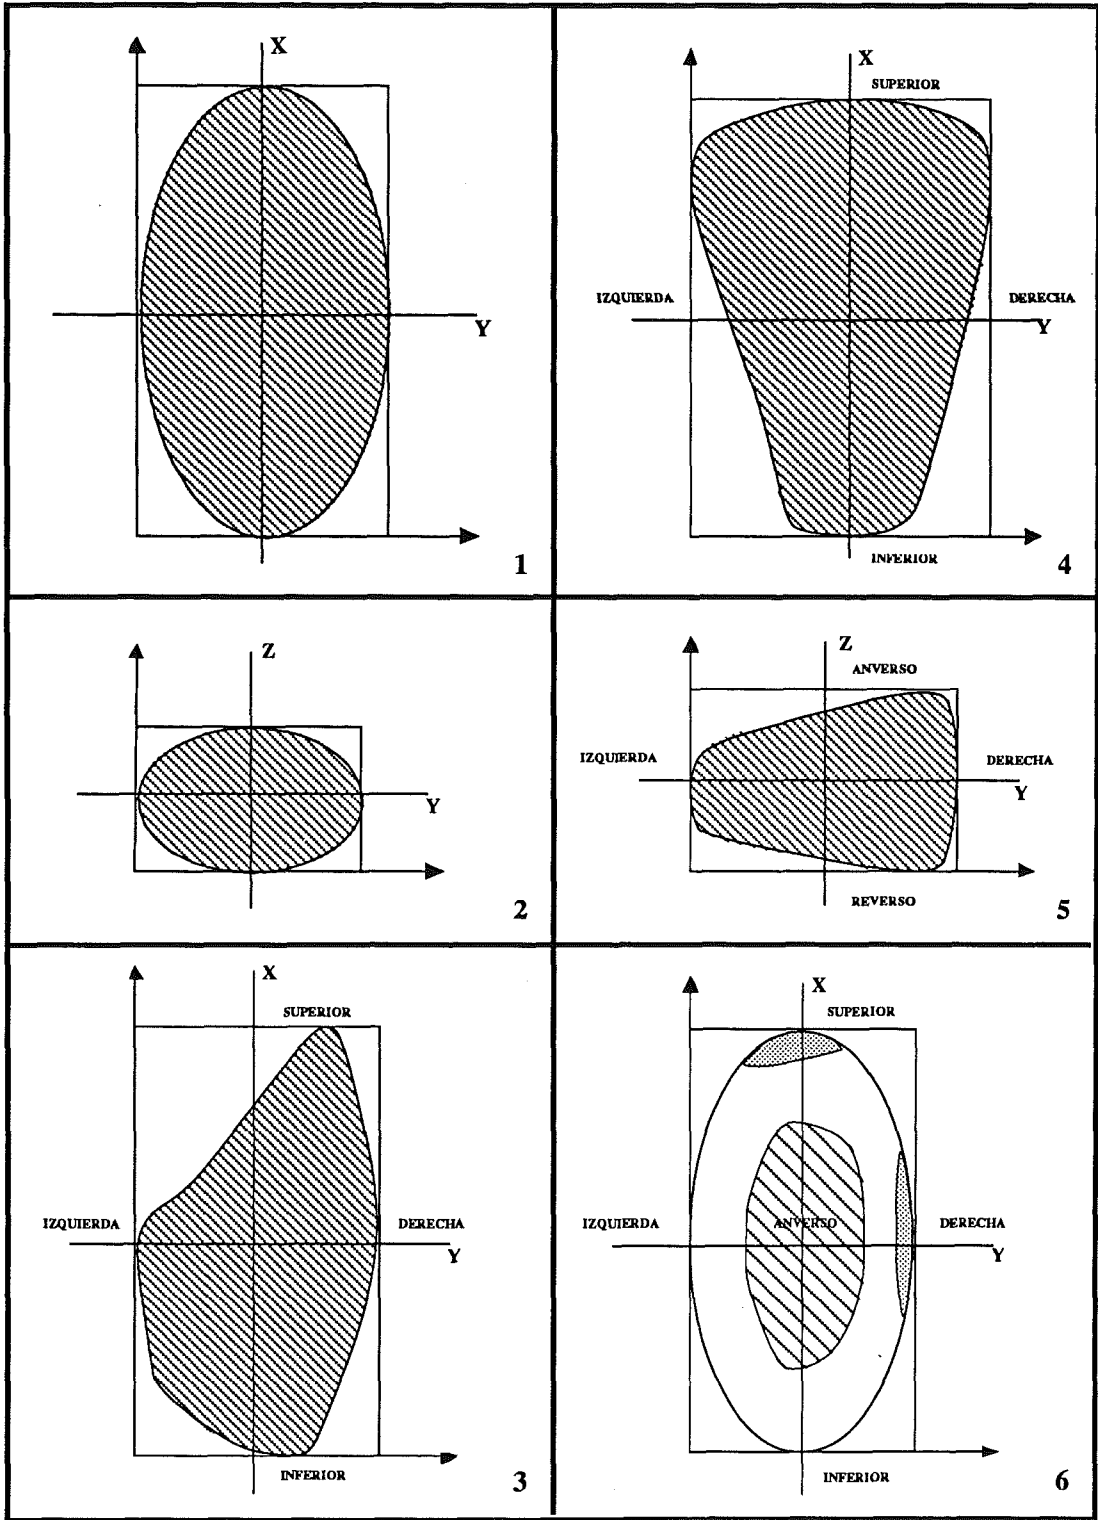 X
Y
1
Z
Y
2
X
SUPERIOR
IZQUIERDA
DERECHA
Y
INFERIOR
3
X
SUPERIOR
IZQUIERDA
DERECHA
Y
INFERIOR
4
Z
ANVERSO
IZQUIERDA
DERECHA
Y
REVERSO
5
X
SUPERIOR
IZQUIERDA
ANVERSO
DERECHA
Y
INFERIOR
6